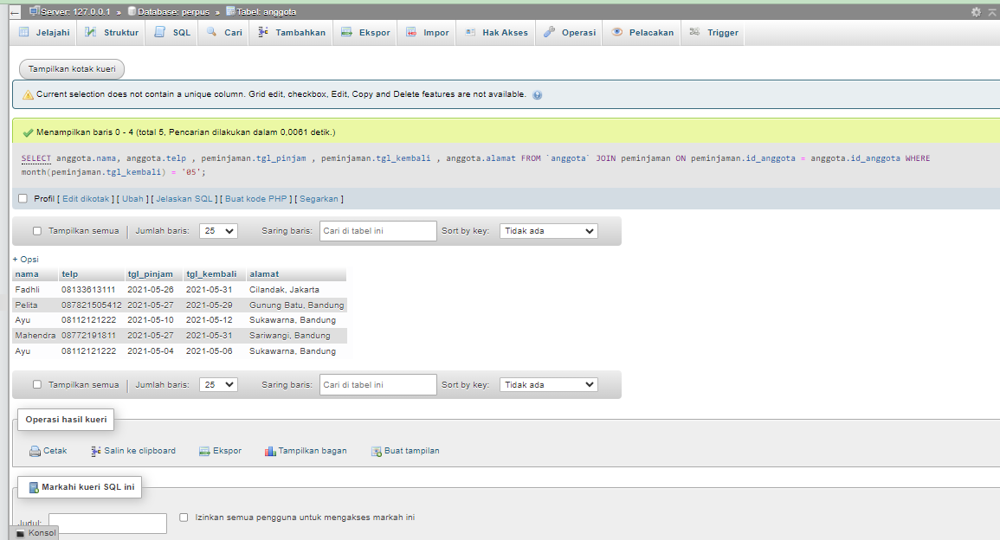 Server: 127.0.0.1 » Database: perpus » Tabel: anggota
Jelajahi Struktur SQL Cari Tambahkan Ekspor Impor Hak Akses Operasi Pelacakan Trigger
Tampilkan kotak kueri
Current selection does not contain a unique column. Grid edit, checkbox, Edit, Copy and Delete features are not available.
Menampilkan baris 0 - 4 (total 5, Pencarian dilakukan dalam 0,0061 detik.)
SELECT anggota.nama, anggota.telp , peminjaman.tgl_pinjam , peminjaman.tgl_kembali , anggota.alamat FROM `anggota` JOIN peminjaman ON peminjaman.id_anggota = anggota.id_anggota WHERE
month(peminjaman.tgl_kembali) = '05';
Profil [ Edit dikotak ] [ Ubah ] [ Jelaskan SQL ] [ Buat kode PHP ] [ Segarkan ]
Tampilkan semua Jumlah baris: 25 Saring baris: Cari di tabel ini Sort by key: Tidak ada
+ Opsi
nama telp tgl_pinjam tgl_kembali alamat
Fadhli 08133613111 2021-05-26 2021-05-31 Cilandak, Jakarta
Pelita 087821505412 2021-05-27 2021-05-29 Gunung Batu, Bandung
Ayu 08112121222 2021-05-10 2021-05-12 Sukawarna, Bandung
Mahendra 08772191811 2021-05-27 2021-05-31 Sariwangi, Bandung
Ayu 08112121222 2021-05-04 2021-05-06 Sukawarna, Bandung
Tampilkan semua Jumlah baris: 25 Saring baris: Cari di tabel ini Sort by key: Tidak ada
Operasi hasil kueri
Cetak Salin ke clipboard Ekspor Tampilkan bagan Buat tampilan
Markahi kueri SQL ini
Judul: Izinkan semua pengguna untuk mengakses markah ini
Konsol